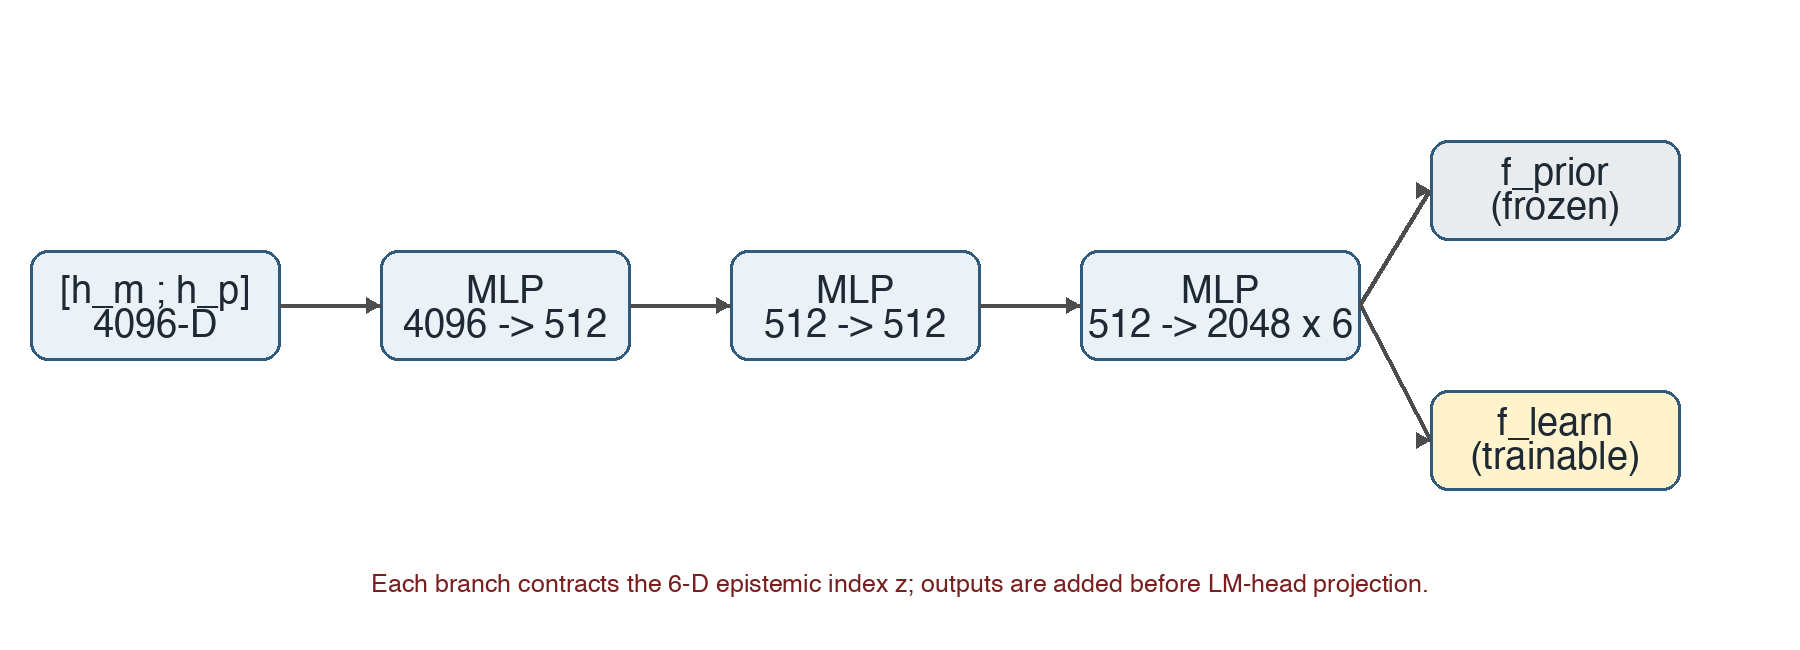 [h_m ; h_p]
4096-D
MLP
4096 -> 512
MLP
512 -> 512
MLP
512 -> 2048 x 6
f_prior
(frozen)
f_learn
(trainable)
Each branch contracts the 6-D epistemic index z; outputs are added before LM-head projection.